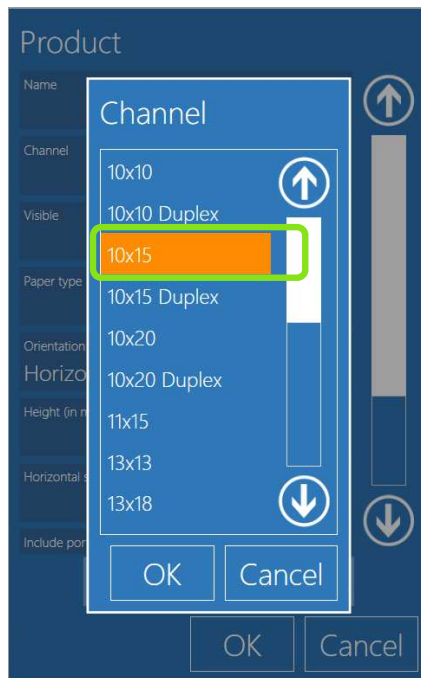 Product
Name
Channel
Visible
Paper type
Orientation
Horizo
Height (in m
Horizontal s
Include por
OK Cancel
Channel
10x10
10x10 Duplex
10x15
10x15 Duplex
10x20
10x20 Duplex
11x15
13x13
13x18
OK Cancel